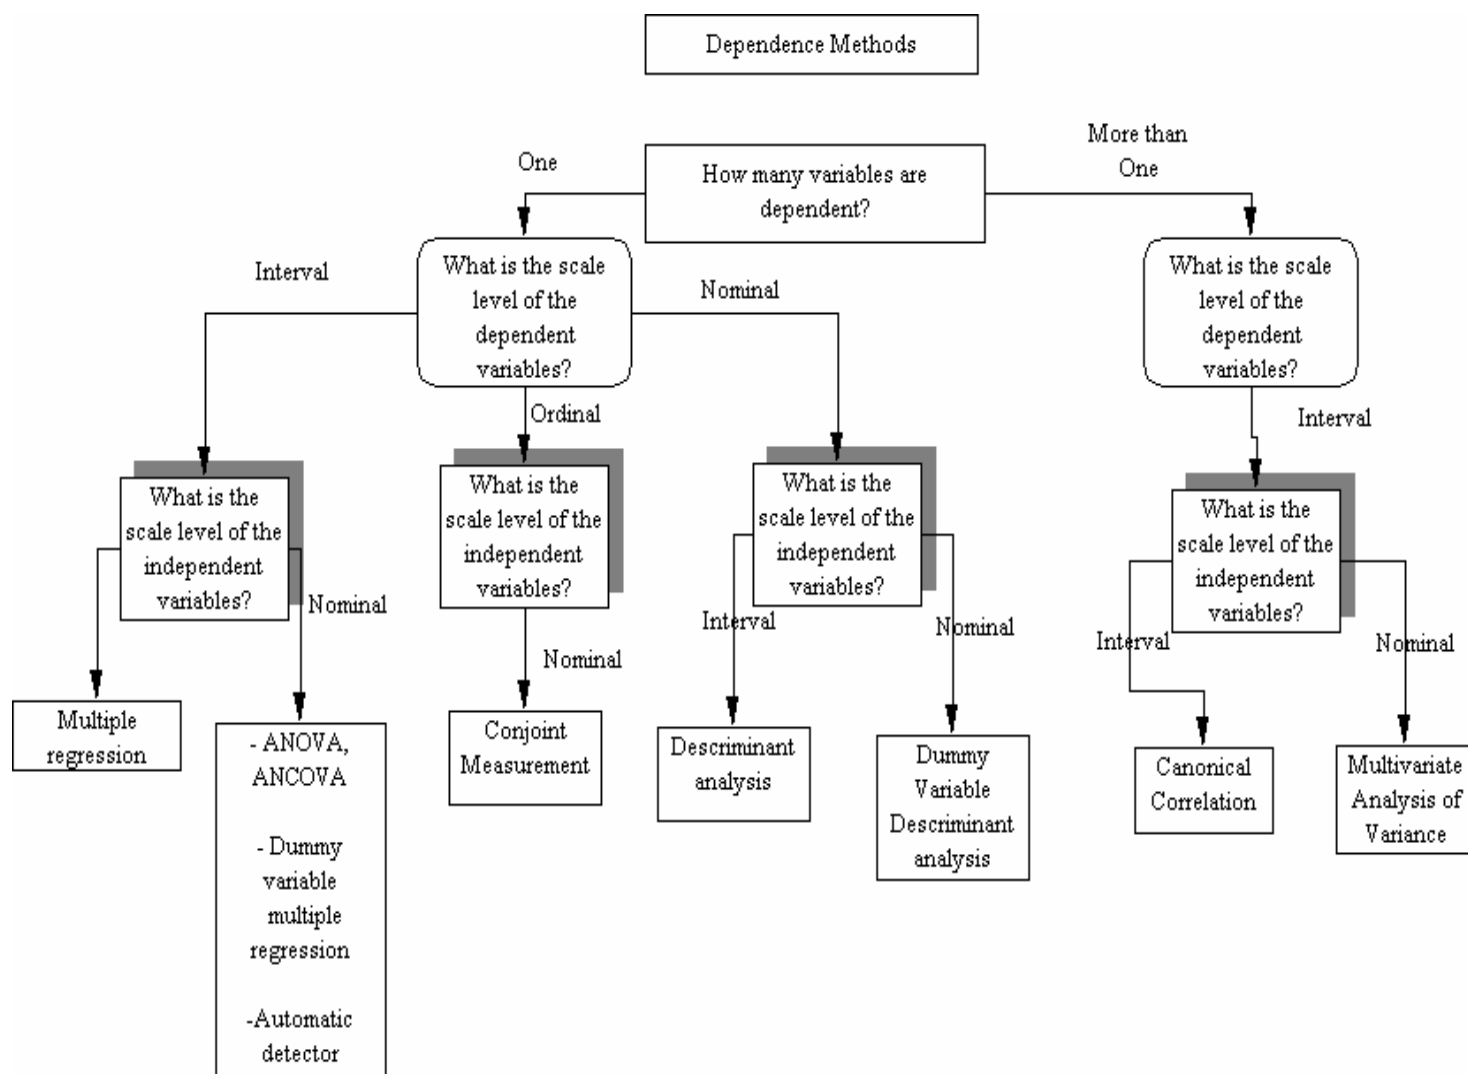 Dependence Methods
More than
One
One
How many variables are
dependent?
What is the scale
level of the
dependent
variables?
What is the scale
level of the
dependent
variables?
Interval
Nominal
Ordinal
Interval
What is the
scale level of the
independent
variables?
What is the
scale level of the
independent
variables?
What is the
scale level of the
independent
variables?
What is the
scale level of the
independent
variables?
Nominal
Nominal
Interval
Nominal
Interval
Nominal
Multiple
regression
- ANOVA,
ANCOVA
- Dummy
variable
multiple
regression
-Automatic
detector
Conjoint
Measurement
Descriminant
analysis
Dummy
Variable
Descriminant
analysis
Canonical
Correlation
Multivariate
Analysis of
Variance